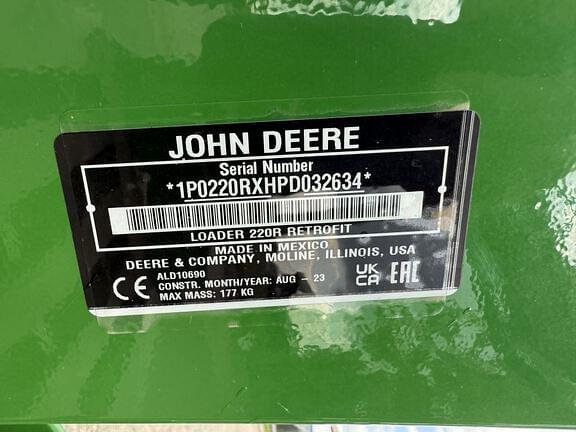 JOHN DEERE
Serial Number
*1P0220RXHPD032634*
LOADER 220R RETROFIT
MADE IN MEXICO
DEERE & COMPANY, MOLINE, ILLINOIS, USA
ALD10690
CONSTR. MONTH/YEAR: AUG - 23
MAX MASS: 177 KG
CE
UK
CA
EAC